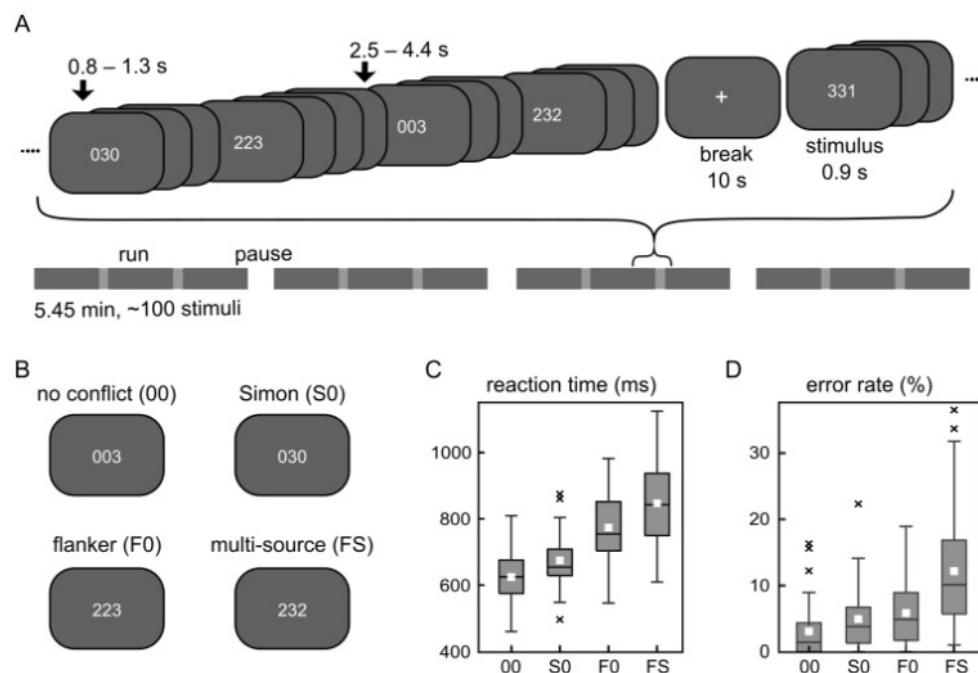 A
0.8 – 1.3 s
2.5 – 4.4 s
030
223
003
232
+
331
....
....
break
10 s
stimulus
0.9 s
run
pause
5.45 min, ~100 stimuli
B
no conflict (00)
Simon (S0)
003
030
flanker (F0)
multi-source (FS)
223
232
C
reaction time (ms)
1000
800
600
400
00
S0
F0
FS
D
error rate (%)
30
20
10
0
00
S0
F0
FS